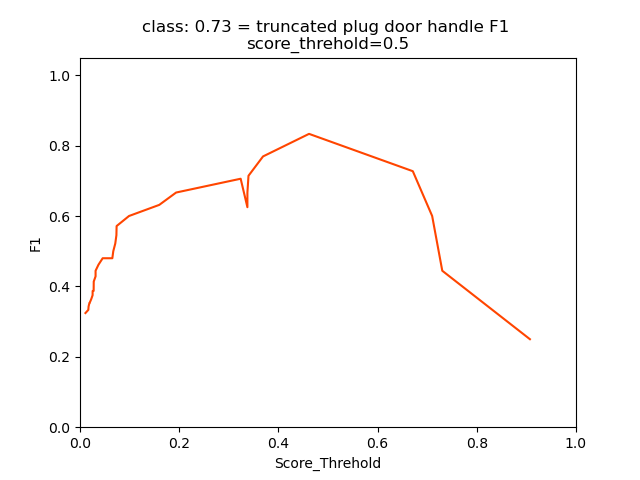 class: 0.73 = truncated plug door handle F1
score_threhold=0.5
1.0
0.8
0.6
0.4
0.2
0.0
F1
0.0 0.2 0.4 0.6 0.8 1.0
Score_Threhold